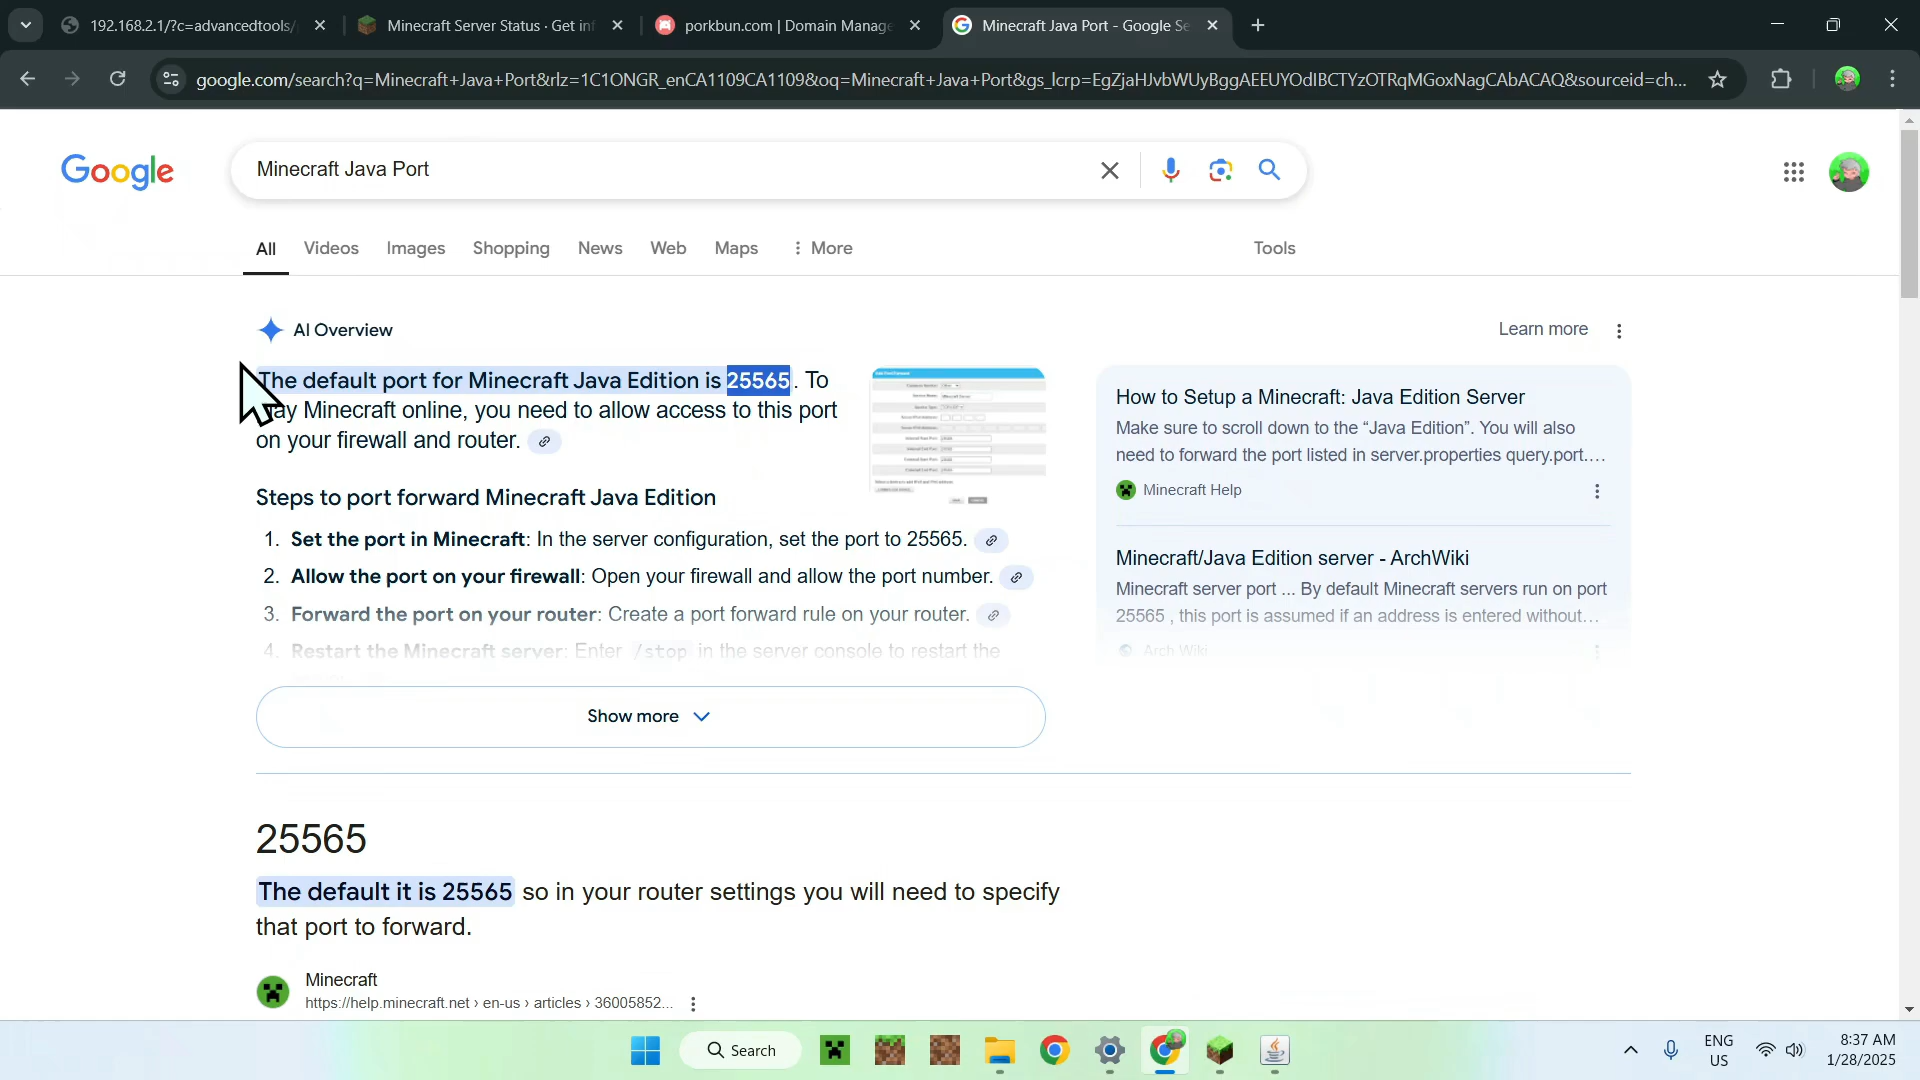 192.168.2.1/?c=advancedtools/
Minecraft Server Status · Get inf
porkbun.com | Domain Manage
Minecraft Java Port - Google Se
google.com/search?q=Minecraft+Java+Port&rlz=1C1ONGR_enCA1109CA1109&oq=Minecraft+Java+Port&gs_lcrp=EgZjaHJvbWUyBggAEEUYOdIBCTYzOTRqMGoxNagCAbACAQ&sourceid=ch...
Google
Minecraft Java Port
All
Videos
Images
Shopping
News
Web
Maps
More
Tools
AI Overview
Learn more
The default port for Minecraft Java Edition is 25565. To
play Minecraft online, you need to allow access to this port
on your firewall and router.
Steps to port forward Minecraft Java Edition
1. Set the port in Minecraft: In the server configuration, set the port to 25565.
2. Allow the port on your firewall: Open your firewall and allow the port number.
3. Forward the port on your router: Create a port forward rule on your router.
4. Restart the Minecraft server: Enter /stop in the server console to restart the
Show more
How to Setup a Minecraft: Java Edition Server
Make sure to scroll down to the “Java Edition”. You will also
need to forward the port listed in server.properties query.port....
Minecraft Help
Minecraft/Java Edition server - ArchWiki
Minecraft server port ... By default Minecraft servers run on port
25565 , this port is assumed if an address is entered without...
Arch Wiki
25565
The default it is 25565 so in your router settings you will need to specify
that port to forward.
Minecraft
https://help.minecraft.net › en-us › articles › 36005852...
Search
ENG
US
8:37 AM
1/28/2025